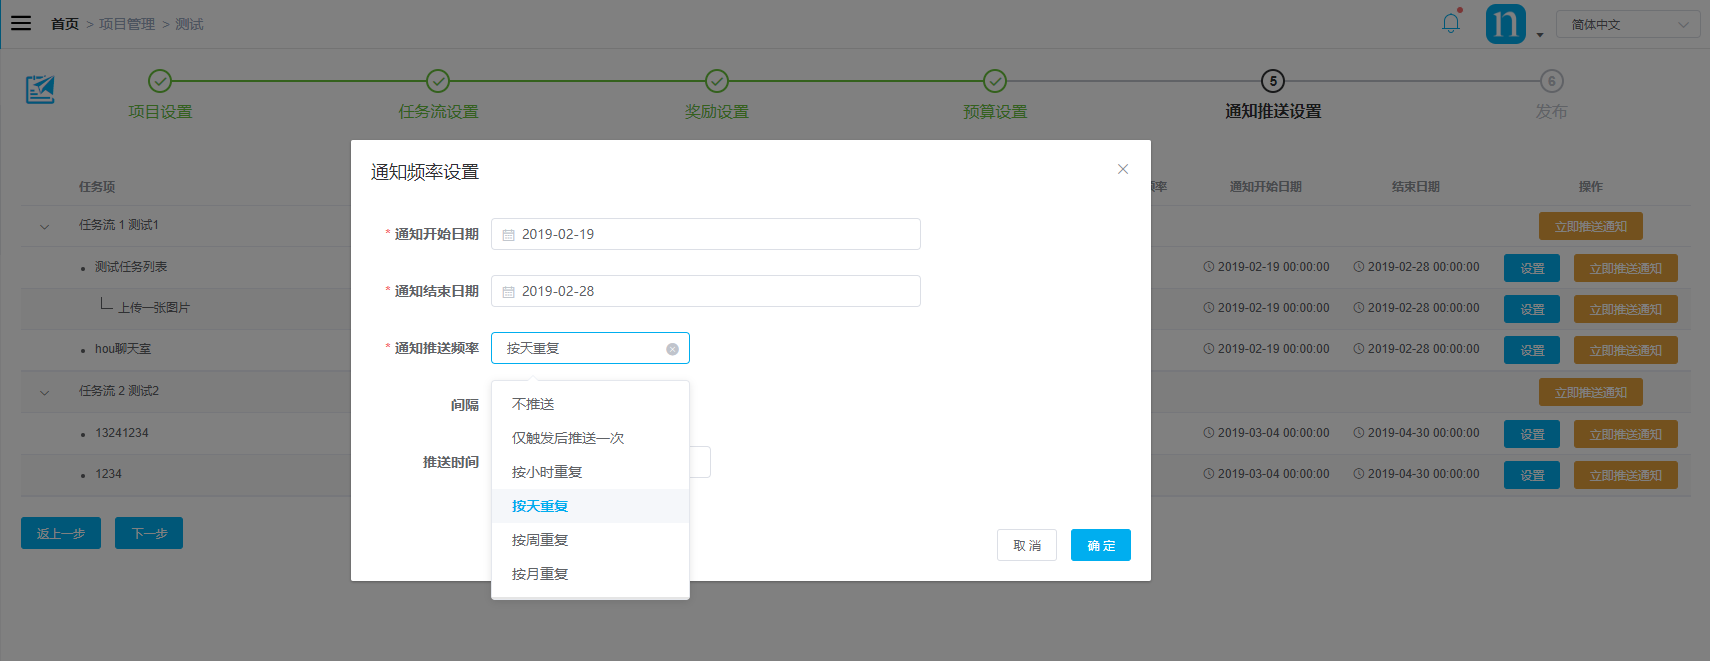 首页 > 项目管理 > 测试
n
简体中文
5
6
项目设置
任务流设置
奖励设置
预算设置
通知推送设置
发布
通知频率设置
任务项
率
通知开始日期
结束日期
操作
任务流 1 测试1
立即推送通知
* 通知开始日期 2019-02-19
测试任务列表
2019-02-19 00:00:00 2019-02-28 00:00:00 设置 立即推送通知
* 通知结束日期 2019-02-28
上传一张图片
2019-02-19 00:00:00 2019-02-28 00:00:00 设置 立即推送通知
* 通知推送频率 按天重复
hou聊天室
2019-02-19 00:00:00 2019-02-28 00:00:00 设置 立即推送通知
任务流 2 测试2
立即推送通知
间隔
不推送
仅触发后推送一次
按小时重复
按天重复
按周重复
按月重复
13241234
2019-03-04 00:00:00 2019-04-30 00:00:00 设置 立即推送通知
推送时间
1234
2019-03-04 00:00:00 2019-04-30 00:00:00 设置 立即推送通知
返上一步 下一步
取消 确定